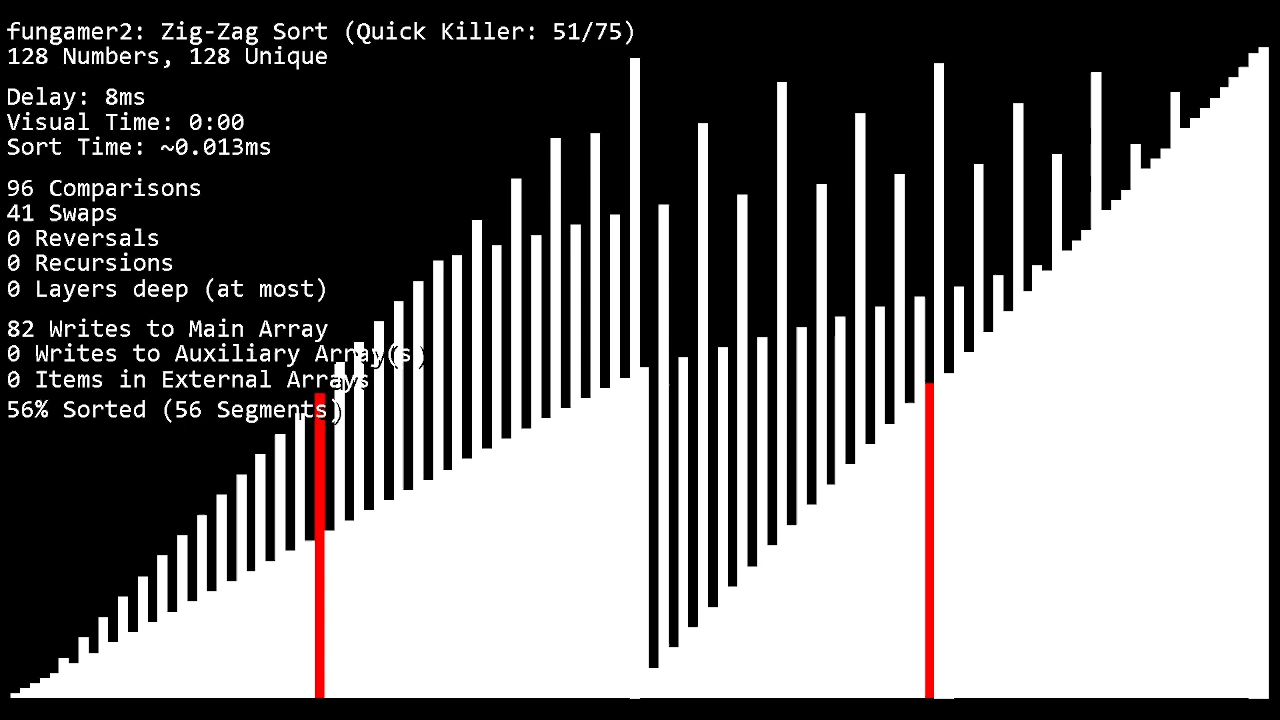 fungamer2: Zig-Zag Sort (Quick Killer: 51/75)
128 Numbers, 128 Unique
Delay: 8ms
Visual Time: 0:00
Sort Time: ~0.013ms
96 Comparisons
41 Swaps
0 Reversals
0 Recursions
0 Layers deep (at most)
82 Writes to Main Array
0 Writes to Auxiliary Array(s)
0 Items in External Arrays
56% Sorted (56 Segments)